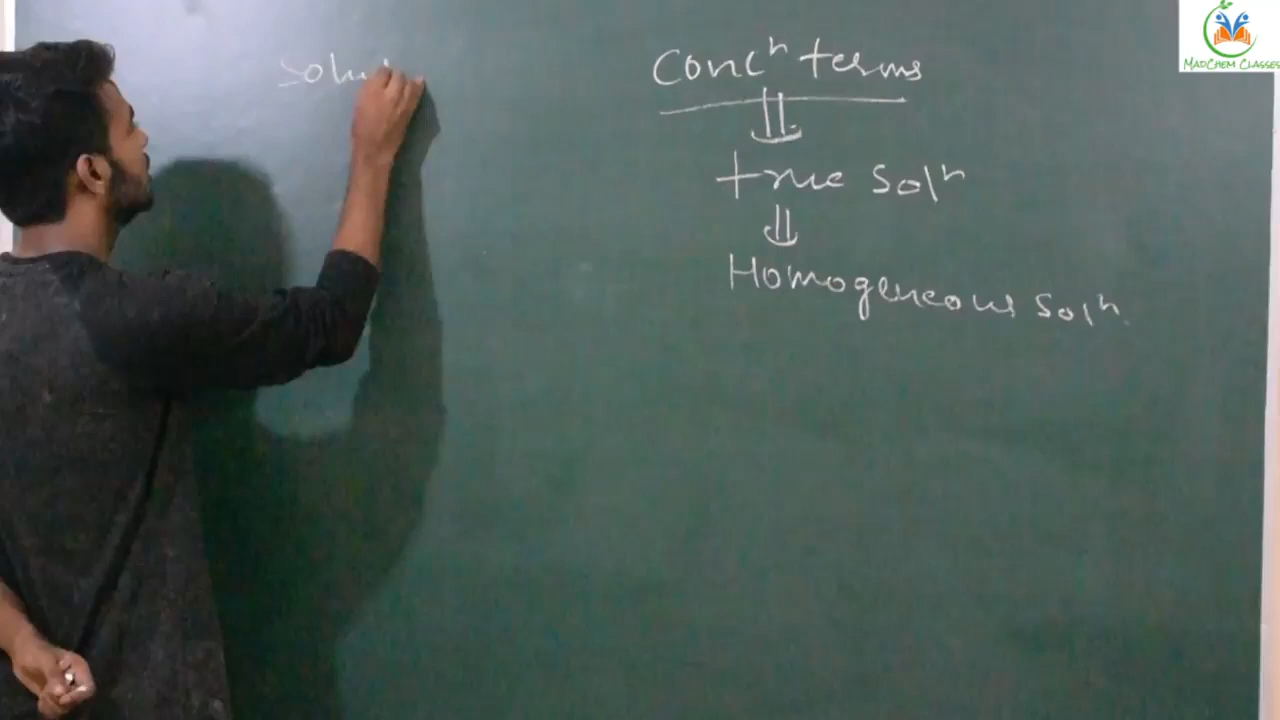 Concⁿ terms
true Solⁿ
Homogeneous Solⁿ
MadChem Classes